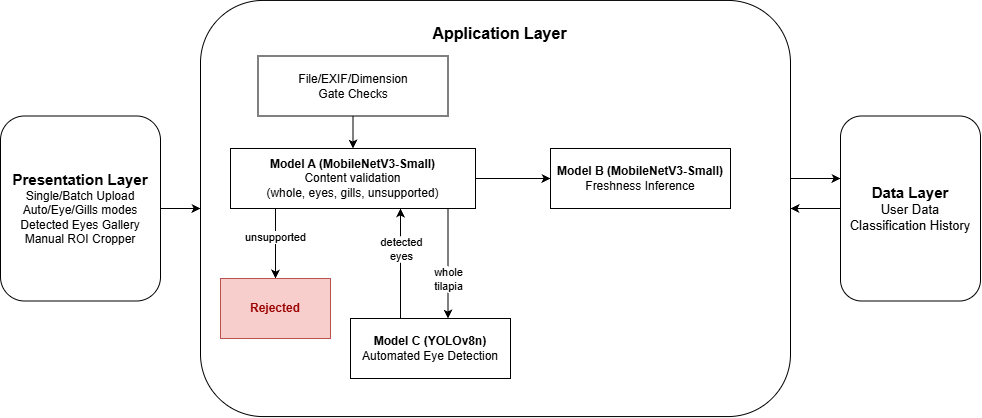 Application Layer
File/EXIF/Dimension
Gate Checks
Presentation Layer
Single/Batch Upload
Auto/Eye/Gills modes
Detected Eyes Gallery
Manual ROI Cropper
Model A (MobileNetV3-Small)
Content validation
(whole, eyes, gills, unsupported)
Model B (MobileNetV3-Small)
Freshness Inference
Data Layer
User Data
Classification History
unsupported
detected
eyes
whole
tilapia
Rejected
Model C (YOLOv8n)
Automated Eye Detection